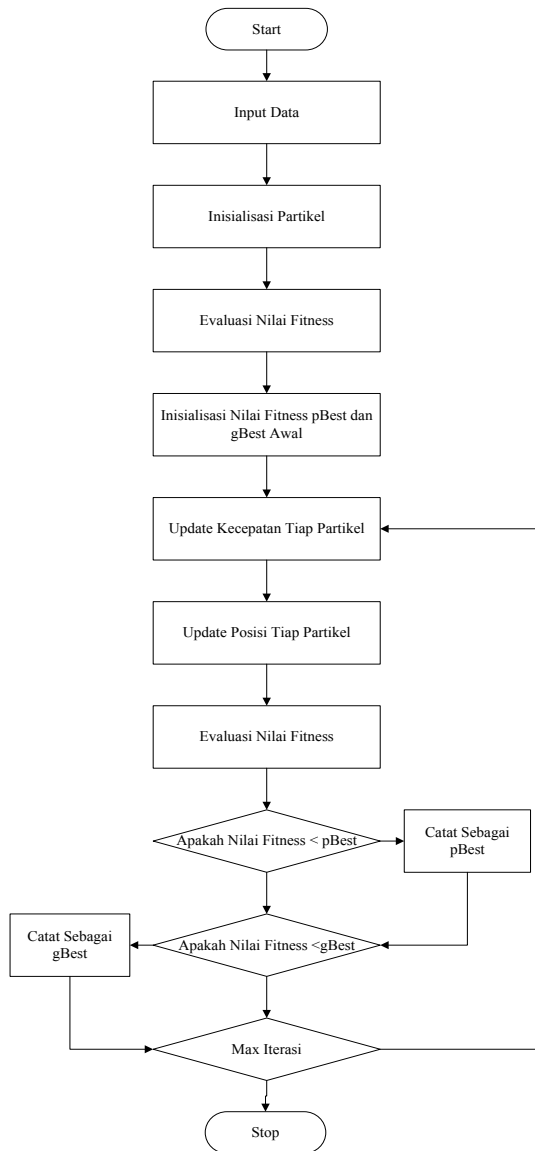 Start
Input Data
Inisialisasi Partikel
Evaluasi Nilai Fitness
Inisialisasi Nilai Fitness pBest dan
gBest Awal
Update Kecepatan Tiap Partikel
Update Posisi Tiap Partikel
Evaluasi Nilai Fitness
Apakah Nilai Fitness < pBest
Catat Sebagai
pBest
Catat Sebagai
gBest
Apakah Nilai Fitness <gBest
Max Iterasi
Stop